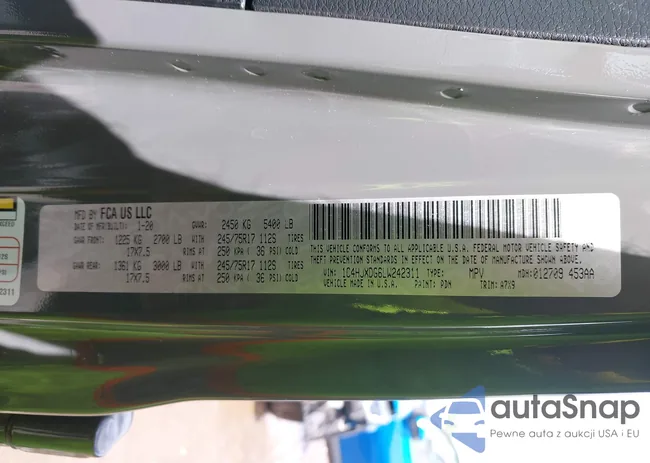 MFD BY FCA US LLC
DATE OF MFR(BUILT): 1-20 GVWR: 2450 KG 5400 LB
GAWR FRONT: 1225 KG 2700 LB WITH 245/75R17 112S TIRES
17X7.5 RIMS AT 250 KPA ( 36 PSI) COLD
GAWR REAR: 1361 KG 3000 LB WITH 245/75R17 112S TIRES
17X7.5 RIMS AT 250 KPA ( 36 PSI) COLD
THIS VEHICLE CONFORMS TO ALL APPLICABLE U.S.A. FEDERAL MOTOR VEHICLE SAFETY AND
THEFT PREVENTION STANDARDS IN EFFECT ON THE DATE OF MANUFACTURE SHOWN ABOVE.
VIN: 1C4HJXDG6LW242311 TYPE: MPV MDH:012709 453AA
VEHICLE MADE IN U.S.A. PAINT: PDN TRIM: A7X9
2311
autaSnap
Pewne auta z aukcji USA i EU